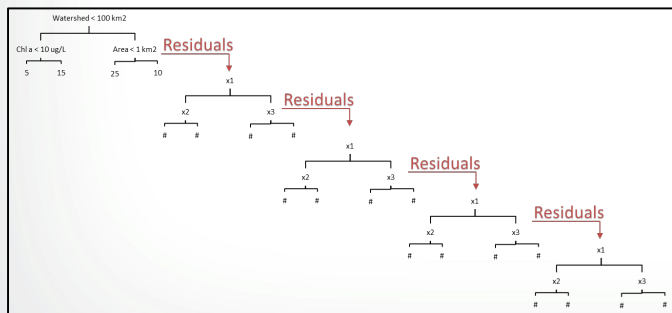 Watershed < 100 km2
Chl a < 10 ug/L
Area < 1 km2
5
15
25
10
Residuals
x1
x2
x3
#
#
#
#
Residuals
x1
x2
x3
#
#
#
#
Residuals
x1
x2
x3
#
#
#
#
Residuals
x1
x2
x3
#
#
#
#